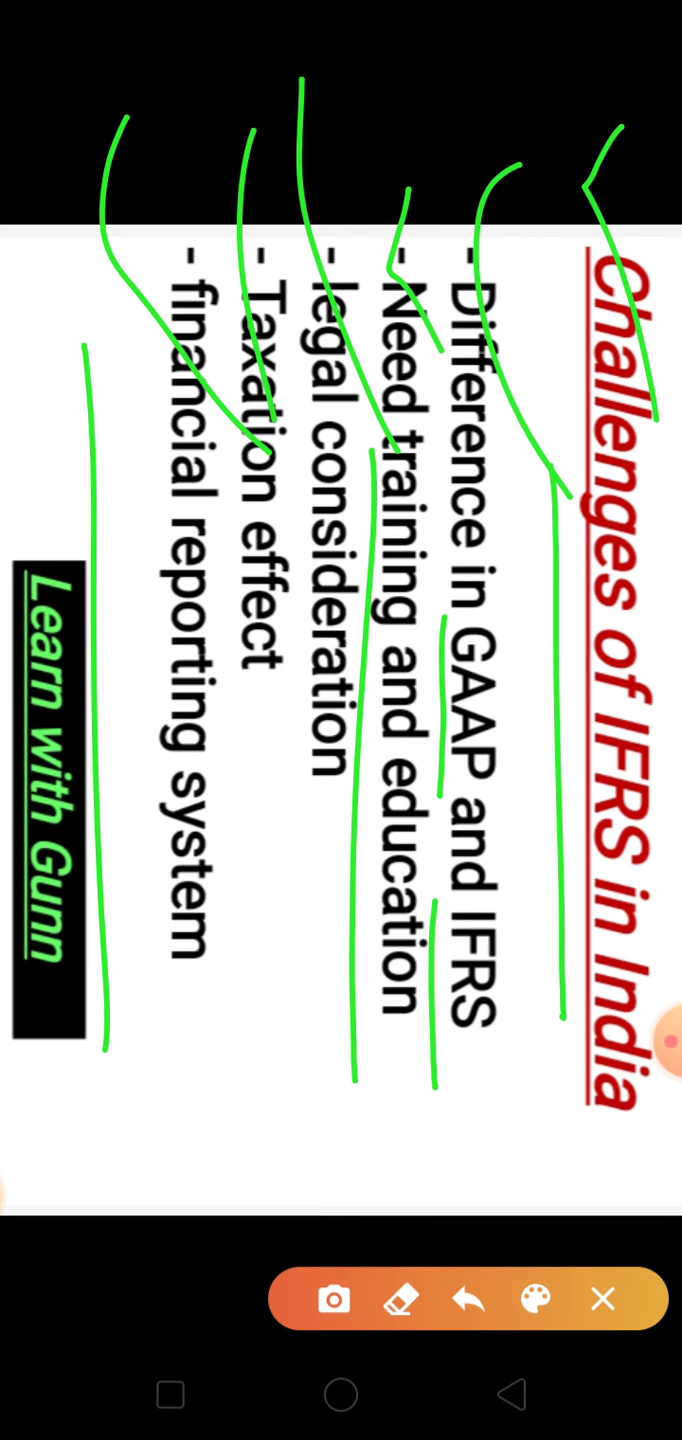 Challenges of IFRS in India
- Difference in GAAP and IFRS
- Need training and education
- legal consideration
- Taxation effect
- financial reporting system
Learn with Gunn